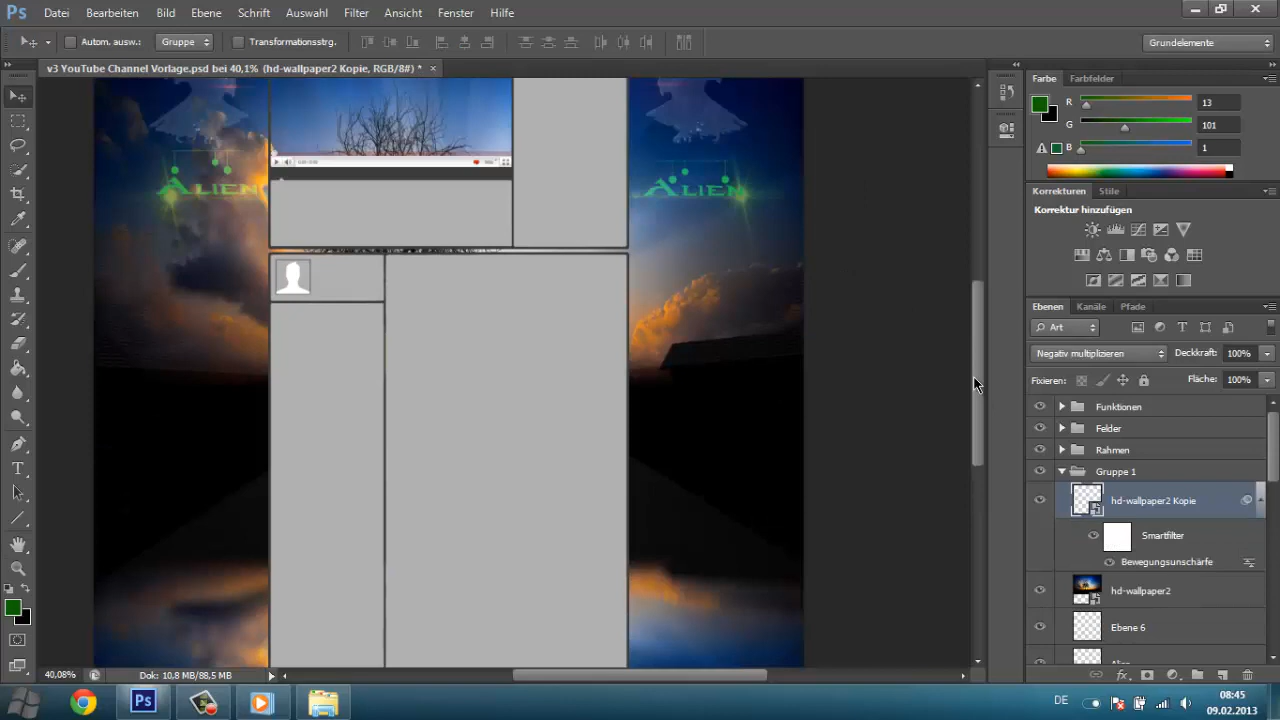 Ps Datei Bearbeiten Bild Ebene Schrift Auswahl Filter Ansicht Fenster Hilfe
Autom. ausw.: Gruppe Transformationsstrg. Grundelemente
v3 YouTube Channel Vorlage.psd bei 40,1% (hd-wallpaper2 Kopie, RGB/8#) * ×
Farbe Farbfelder
R 13
G 101
B 1
Korrekturen Stile
Korrektur hinzufügen
Ebenen Kanäle Pfade
Art
Negativ multiplizieren Deckkraft: 100%
Fixieren: Fläche: 100%
Funktionen
Felder
Rahmen
Gruppe 1
hd-wallpaper2 Kopie
Smartfilter
Bewegungsunschärfe
hd-wallpaper2
Ebene 6
ALIEN ALIEN
40,08% Dok: 10,8 MB/88,5 MB
Ps DE 08:45
09.02.2013